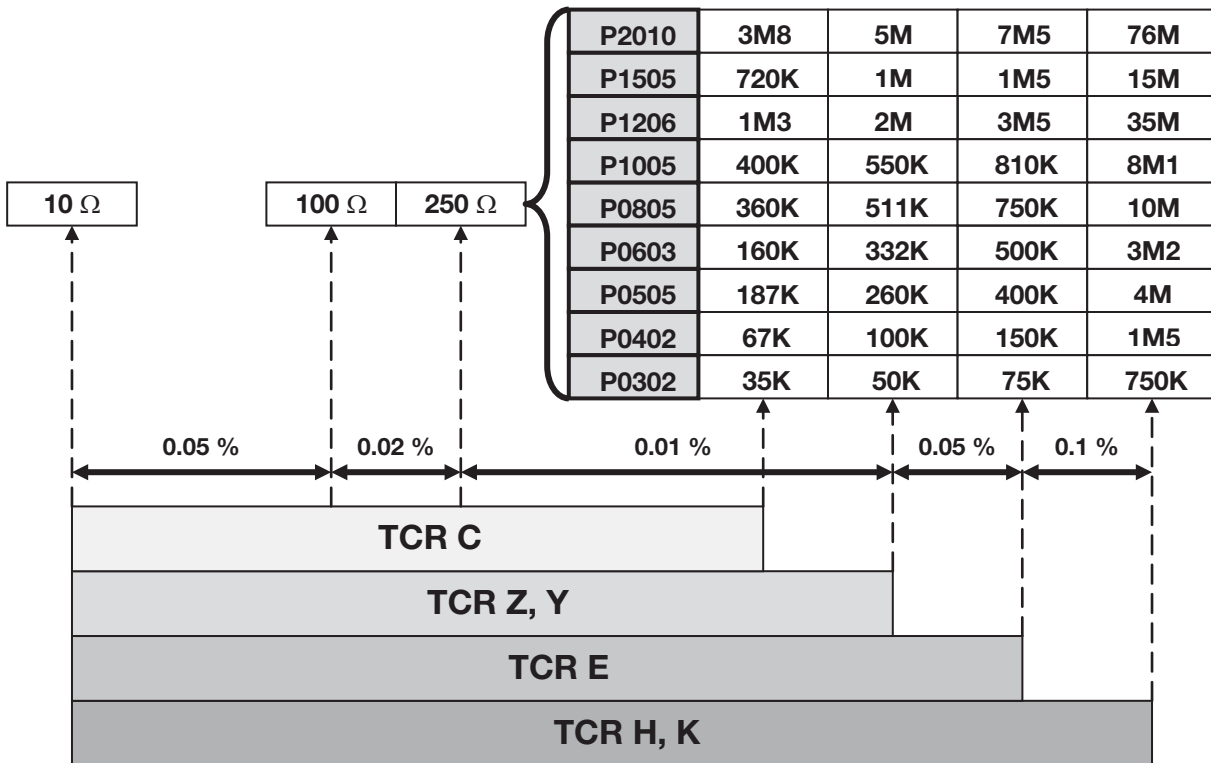 P2010 3M8 5M 7M5 76M
P1505 720K 1M 1M5 15M
P1206 1M3 2M 3M5 35M
P1005 400K 550K 810K 8M1
10 Ω 100 Ω 250 Ω P0805 360K 511K 750K 10M
P0603 160K 332K 500K 3M2
P0505 187K 260K 400K 4M
P0402 67K 100K 150K 1M5
P0302 35K 50K 75K 750K
0.05 % 0.02 % 0.01 % 0.05 % 0.1 %
TCR C
TCR Z, Y
TCR E
TCR H, K